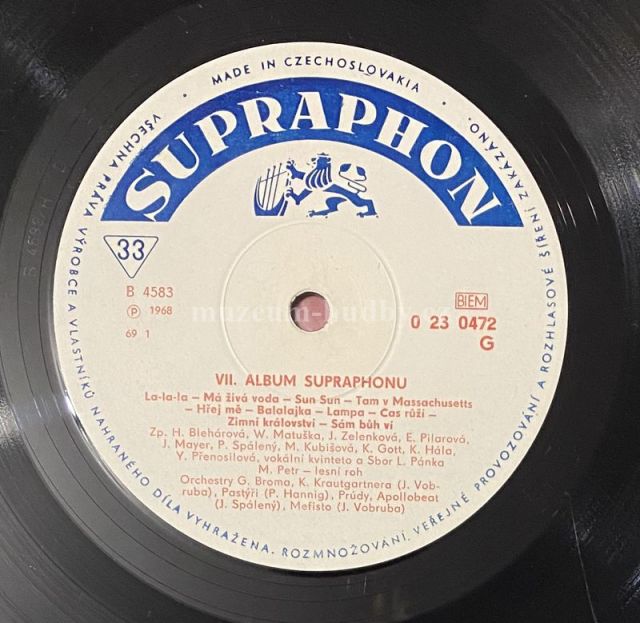 MADE IN CZECHOSLOVAKIA
VŠECHNA PRÁVA VÝROBCE A VLASTNÍKŮ NAHRANÉHO DÍLA VYHRAŽENA. ROZMNOŽOVÁNÍ, VEŘEJNÉ PROVOZOVÁNÍ A ROZHLASOVÉ ŠÍŘENÍ ZAKÁZÁNO.
SUPRAPHON
33
B 4583
Ⓟ 1968
69 1
BIEM
0 23 0472
G
muzeum-hudby.cz
VII. ALBUM SUPRAPHONU
La-la-la – Má živá voda – Sun Sun – Tam v Massachusetts
– Hřej mě – Balalajka – Lampa – Čas růží –
Zimní království – Sám bůh ví
Zp. H. Blehárová, W. Matuška, J. Zelenková, E. Pilarová,
J. Mayer, P. Spálený, M. Kubišová, K. Gott, K. Hála,
Y. Přenosilová, vokální kvinteto a Sbor L. Pánka
M. Petr – lesní roh
Orchestry G. Broma, K. Krautgartnera (J. Vob-
ruba), Pastýři (P. Hannig), Prúdy, Apollobeat
(J. Spálený), Mefisto (J. Vobruba)